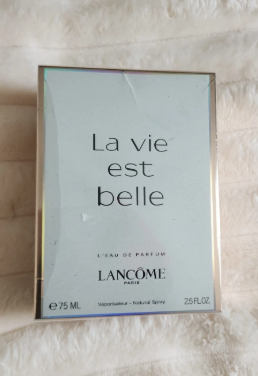 La vie
est
belle
L'EAU DE PARFUM
LANCÔME
PARIS
℮ 75 ML Vaporisateur - Natural Spray 2.5 FL.OZ.